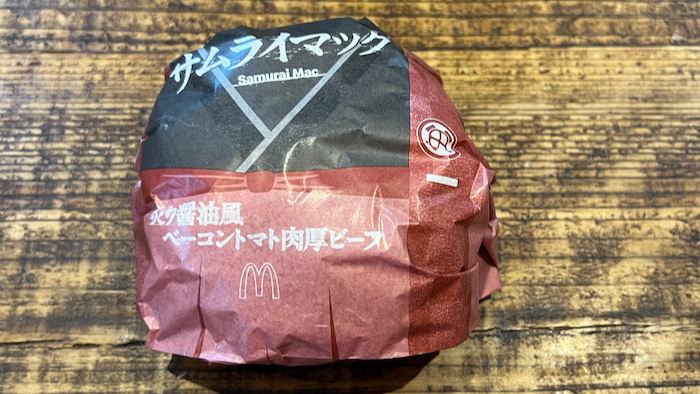 サムライマック
Samurai Mac
炙り醤油風
ベーコントマト肉厚ビーフ